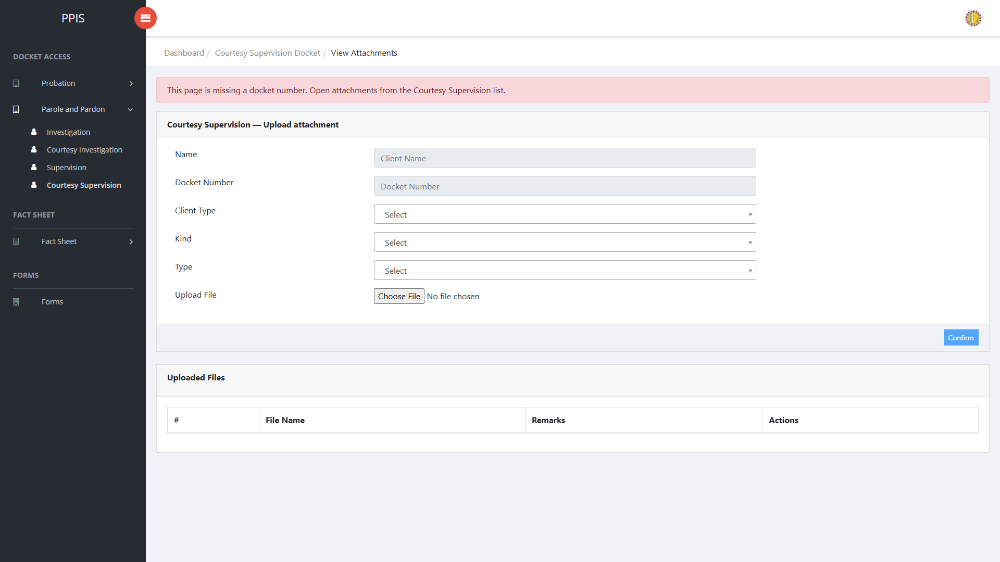 PPIS
DOCKET ACCESS
Probation
Parole and Pardon
Investigation
Courtesy Investigation
Supervision
Courtesy Supervision
FACT SHEET
Fact Sheet
FORMS
Forms
Dashboard / Courtesy Supervision Docket / View Attachments
This page is missing a docket number. Open attachments from the Courtesy Supervision list.
Courtesy Supervision — Upload attachment
Name
Client Name
Docket Number
Docket Number
Client Type
Select
Kind
Select
Type
Select
Upload File
Choose File No file chosen
Confirm
Uploaded Files
# File Name Remarks Actions